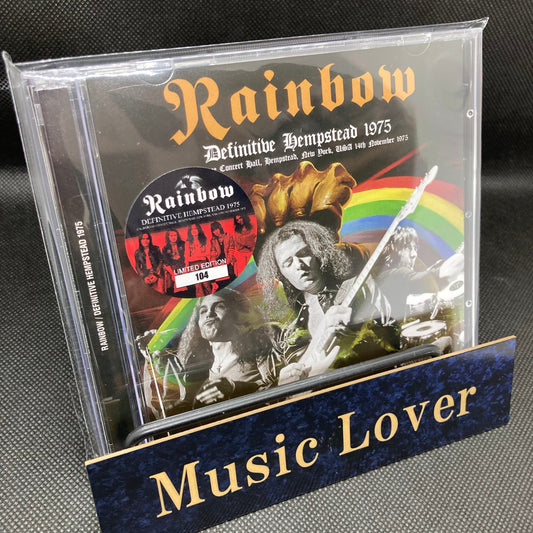 Rainbow
Definitive Hempstead 1975
Concert Hall, Hempstead, New York, USA 14th November 1975
Rainbow
DEFINITIVE HEMPSTEAD 1975
LIMITED EDITION
104
RAINBOW / DEFINITIVE HEMPSTEAD 1975
Music Lover